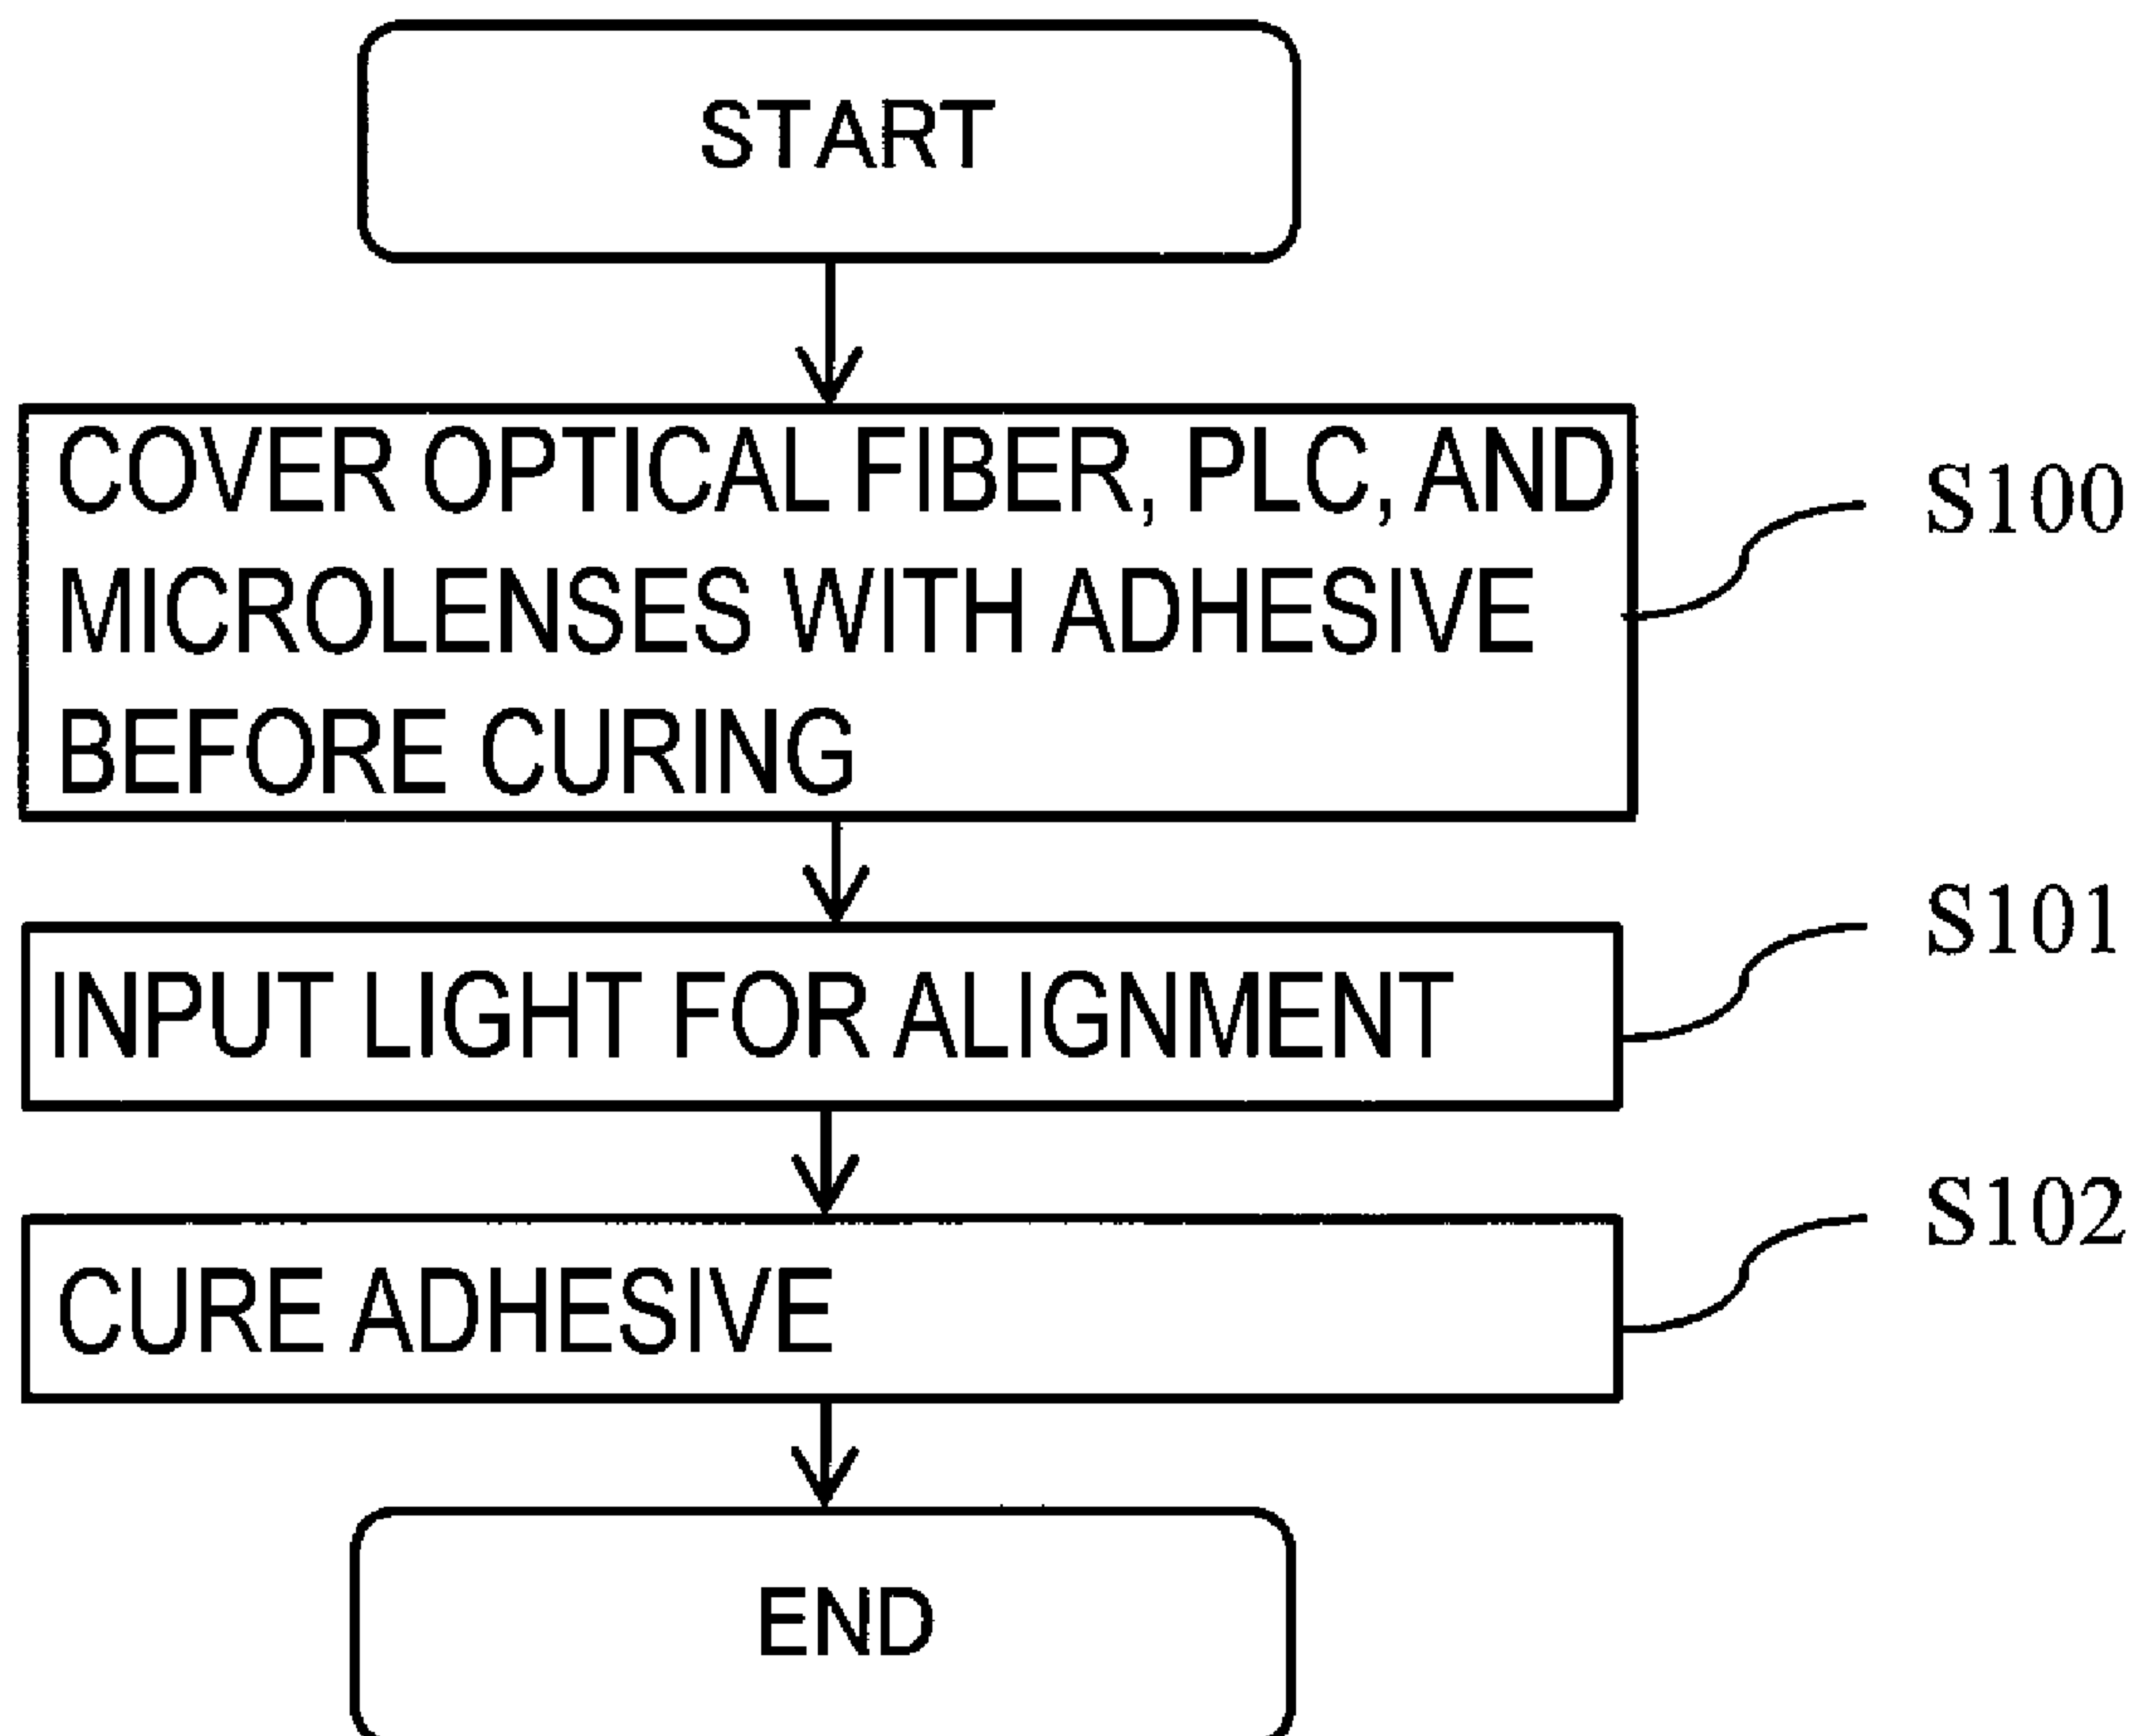 START
COVER OPTICAL FIBER, PLC, AND
MICROLENSES WITH ADHESIVE
BEFORE CURING
S100
INPUT LIGHT FOR ALIGNMENT
S101
CURE ADHESIVE
S102
END